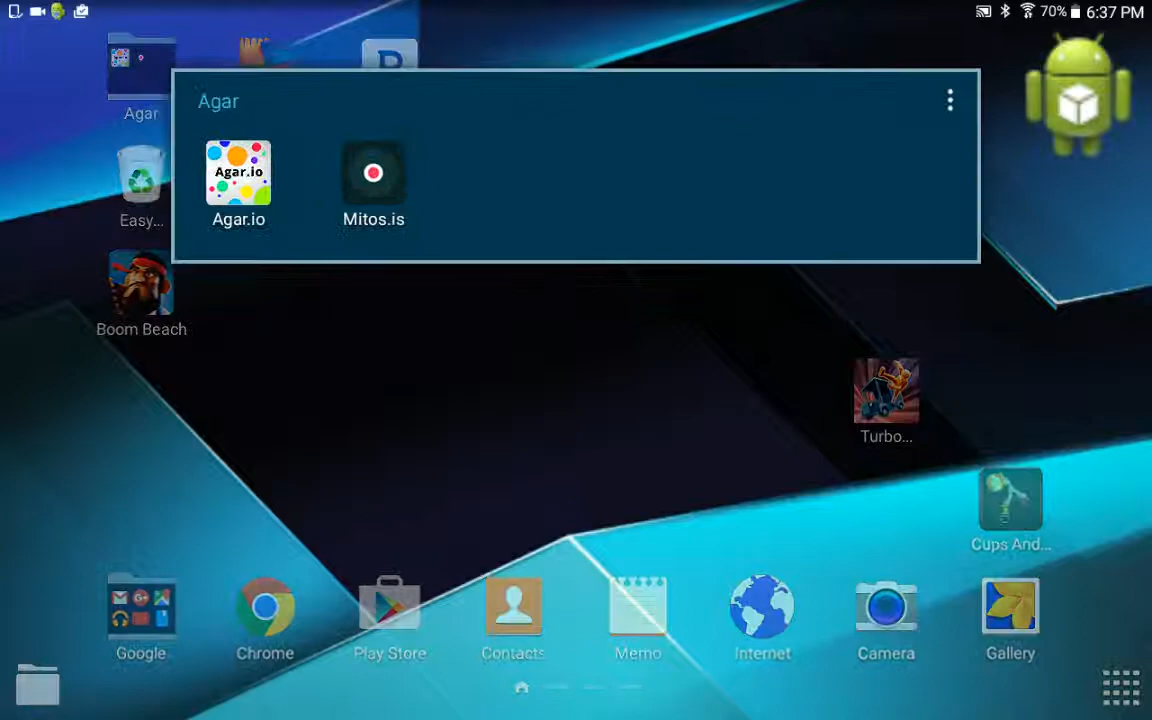 70% 6:37 PM
Agar
Agar
Agar.io
Agar.io
Mitos.is
Easy...
Boom Beach
Turbo...
Cups And...
Google
Chrome
Play Store
Contacts
Memo
Internet
Camera
Gallery